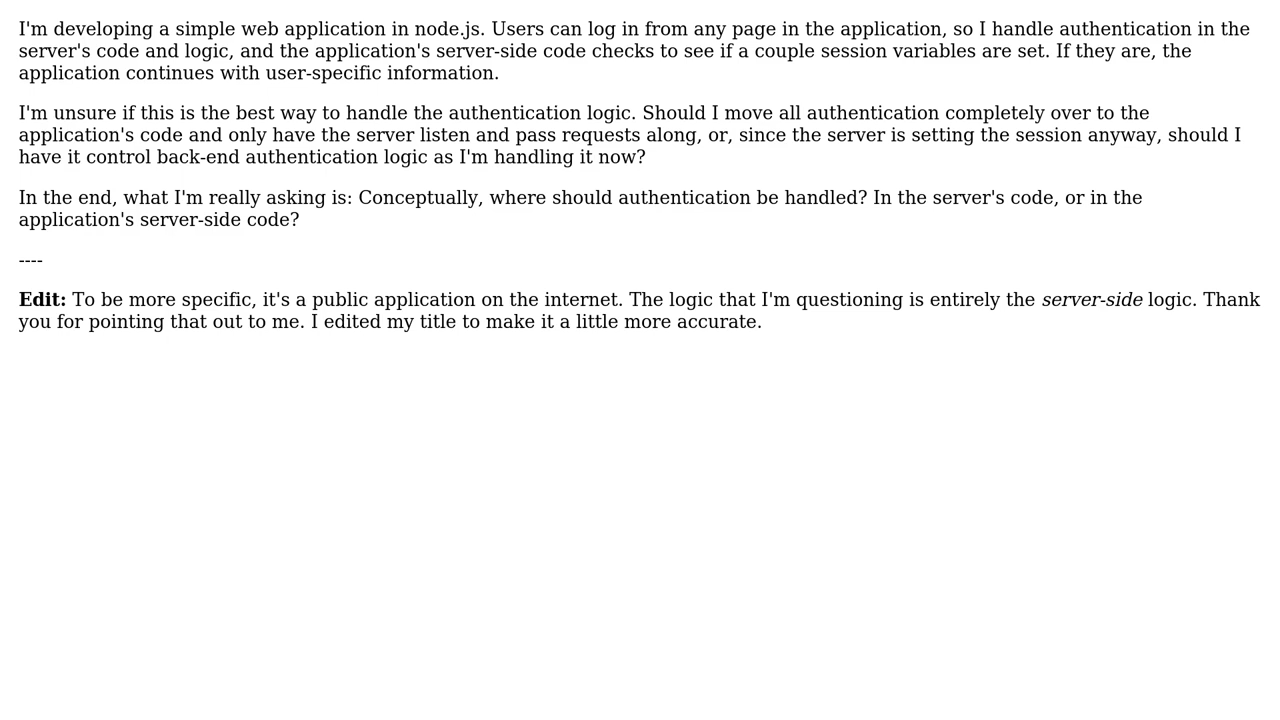 I'm developing a simple web application in node.js. Users can log in from any page in the application, so I handle authentication in the
server's code and logic, and the application's server-side code checks to see if a couple session variables are set. If they are, the
application continues with user-specific information.
I'm unsure if this is the best way to handle the authentication logic. Should I move all authentication completely over to the
application's code and only have the server listen and pass requests along, or, since the server is setting the session anyway, should I
have it control back-end authentication logic as I'm handling it now?
In the end, what I'm really asking is: Conceptually, where should authentication be handled? In the server's code, or in the
application's server-side code?
----
Edit: To be more specific, it's a public application on the internet. The logic that I'm questioning is entirely the server-side logic. Thank
you for pointing that out to me. I edited my title to make it a little more accurate.